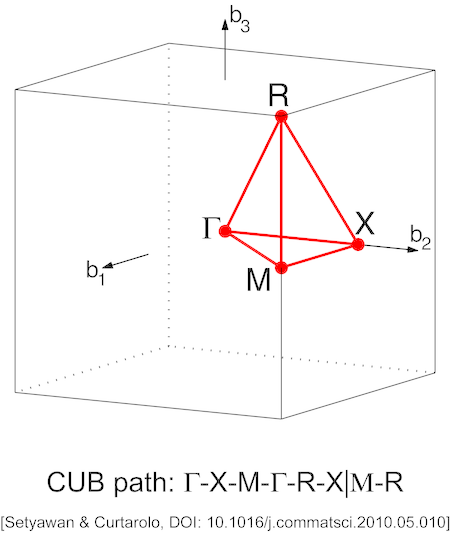 b3
R
Γ
X
b2
b1
M
CUB path: Γ-X-M-Γ-R-X|M-R
[Setyawan & Curtarolo, DOI: 10.1016/j.commatsci.2010.05.010]